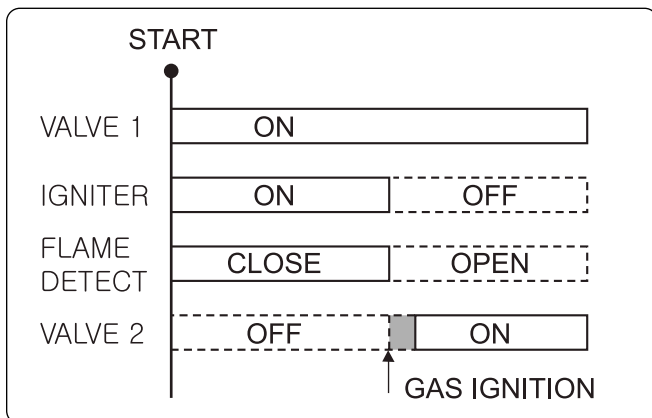 START
VALVE 1 ON
IGNITER ON OFF
FLAME
DETECT CLOSE OPEN
VALVE 2 OFF ON
GAS IGNITION